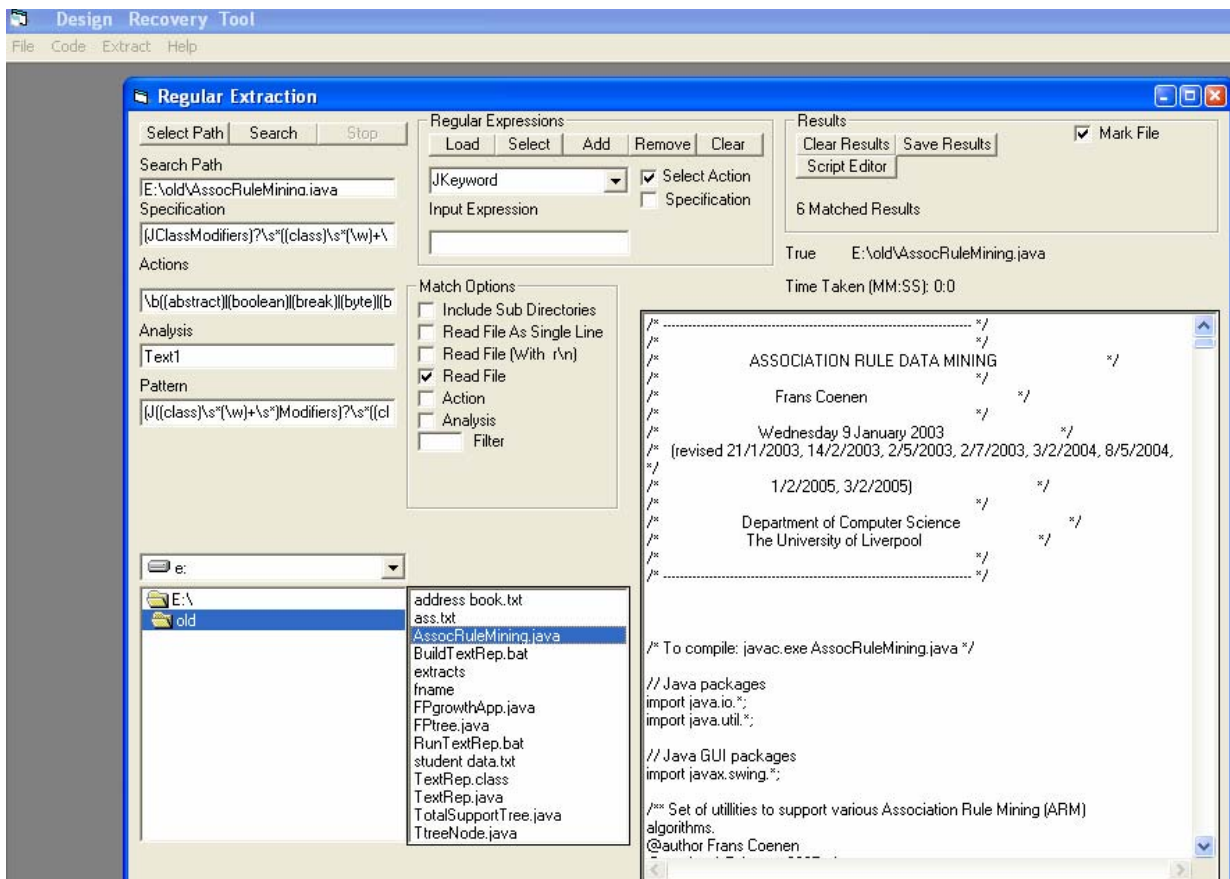 Design Recovery Tool
File Code Extract Help
Regular Extraction
Select Path Search Stop
Search Path
E:\old\AssocRuleMining.java
Specification
(JClassModifiers)?\s*((class)\s*(\w)+\
Actions
\b((abstract)|(boolean)|(break)|(byte)|(b
Analysis
Text1
Pattern
(J((class)\s*(\w)+\s*)Modifiers)?\s*((cl
Regular Expressions
Load Select Add Remove Clear
JKeyword
Select Action
Specification
Input Expression
Match Options
Include Sub Directories
Read File As Single Line
Read File (With r\n)
Read File
Action
Analysis
Filter
Results
Clear Results Save Results
Script Editor
Mark File
6 Matched Results
True E:\old\AssocRuleMining.java
Time Taken (MM:SS): 0:0
e:
E:\
old
address book.txt
ass.txt
AssocRuleMining.java
BuildTextRep.bat
extracts
fname
FPgrowthApp.java
FPtree.java
RunTextRep.bat
student data.txt
TextRep.class
TextRep.java
TotalSupportTree.java
TtreeNode.java
/* ------------------------------------------------------------------------- */
/* */
/* ASSOCIATION RULE DATA MINING */
/* */
/* Frans Coenen */
/* */
/* Wednesday 9 January 2003 */
/* (revised 21/1/2003, 14/2/2003, 2/5/2003, 2/7/2003, 3/2/2004, 8/5/2004,
*/
/* 1/2/2005, 3/2/2005) */
/* */
/* Department of Computer Science */
/* The University of Liverpool */
/* */
/* ------------------------------------------------------------------------- */
/* To compile: javac.exe AssocRuleMining.java */
// Java packages
import java.io.*;
import java.util.*;
// Java GUI packages
import javax.swing.*;
/** Set of utillities to support various Association Rule Mining (ARM)
algorithms.
@author Frans Coenen